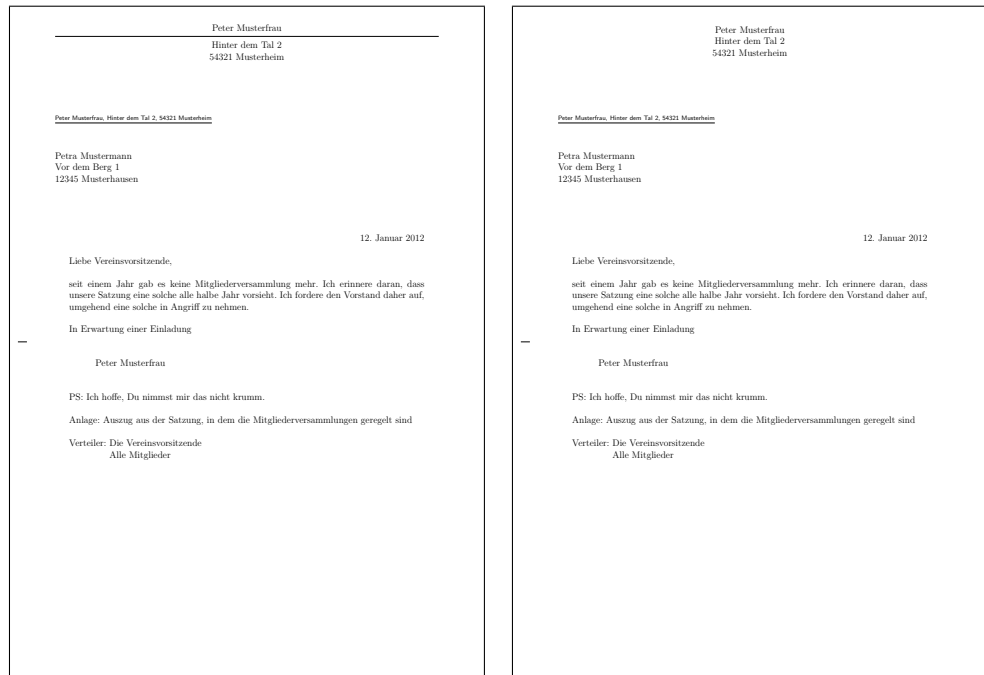 Peter Musterfrau
Hinter dem Tal 2
54321 Musterheim
Peter Musterfrau, Hinter dem Tal 2, 54321 Musterheim
Petra Mustermann
Vor dem Berg 1
12345 Musterhausen
12. Januar 2012
Liebe Vereinsvorsitzende,
seit einem Jahr gab es keine Mitgliederversammlung mehr. Ich erinnere daran, dass
unsere Satzung eine solche alle halbe Jahr vorsieht. Ich fordere den Vorstand daher auf,
umgehend eine solche in Angriff zu nehmen.
In Erwartung einer Einladung
Peter Musterfrau
PS: Ich hoffe, Du nimmst mir das nicht krumm.
Anlage: Auszug aus der Satzung, in dem die Mitgliederversammlungen geregelt sind
Verteiler: Die Vereinsvorsitzende
Alle Mitglieder
Peter Musterfrau
Hinter dem Tal 2
54321 Musterheim
Peter Musterfrau, Hinter dem Tal 2, 54321 Musterheim
Petra Mustermann
Vor dem Berg 1
12345 Musterhausen
12. Januar 2012
Liebe Vereinsvorsitzende,
seit einem Jahr gab es keine Mitgliederversammlung mehr. Ich erinnere daran, dass
unsere Satzung eine solche alle halbe Jahr vorsieht. Ich fordere den Vorstand daher auf,
umgehend eine solche in Angriff zu nehmen.
In Erwartung einer Einladung
Peter Musterfrau
PS: Ich hoffe, Du nimmst mir das nicht krumm.
Anlage: Auszug aus der Satzung, in dem die Mitgliederversammlungen geregelt sind
Verteiler: Die Vereinsvorsitzende
Alle Mitglieder